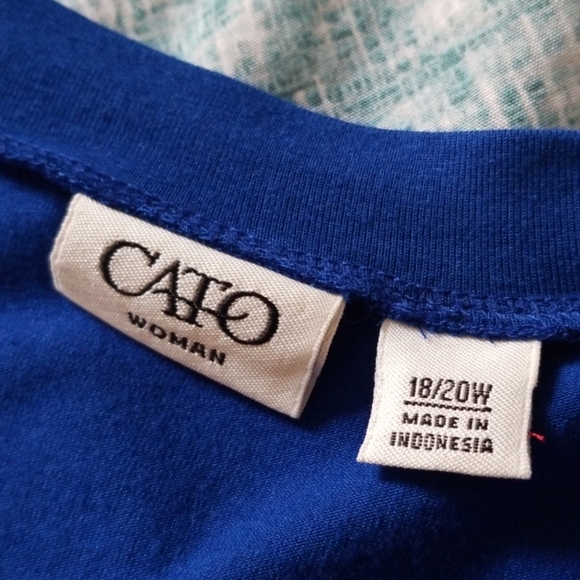 CATO
WOMAN
18/20W
MADE IN
INDONESIA